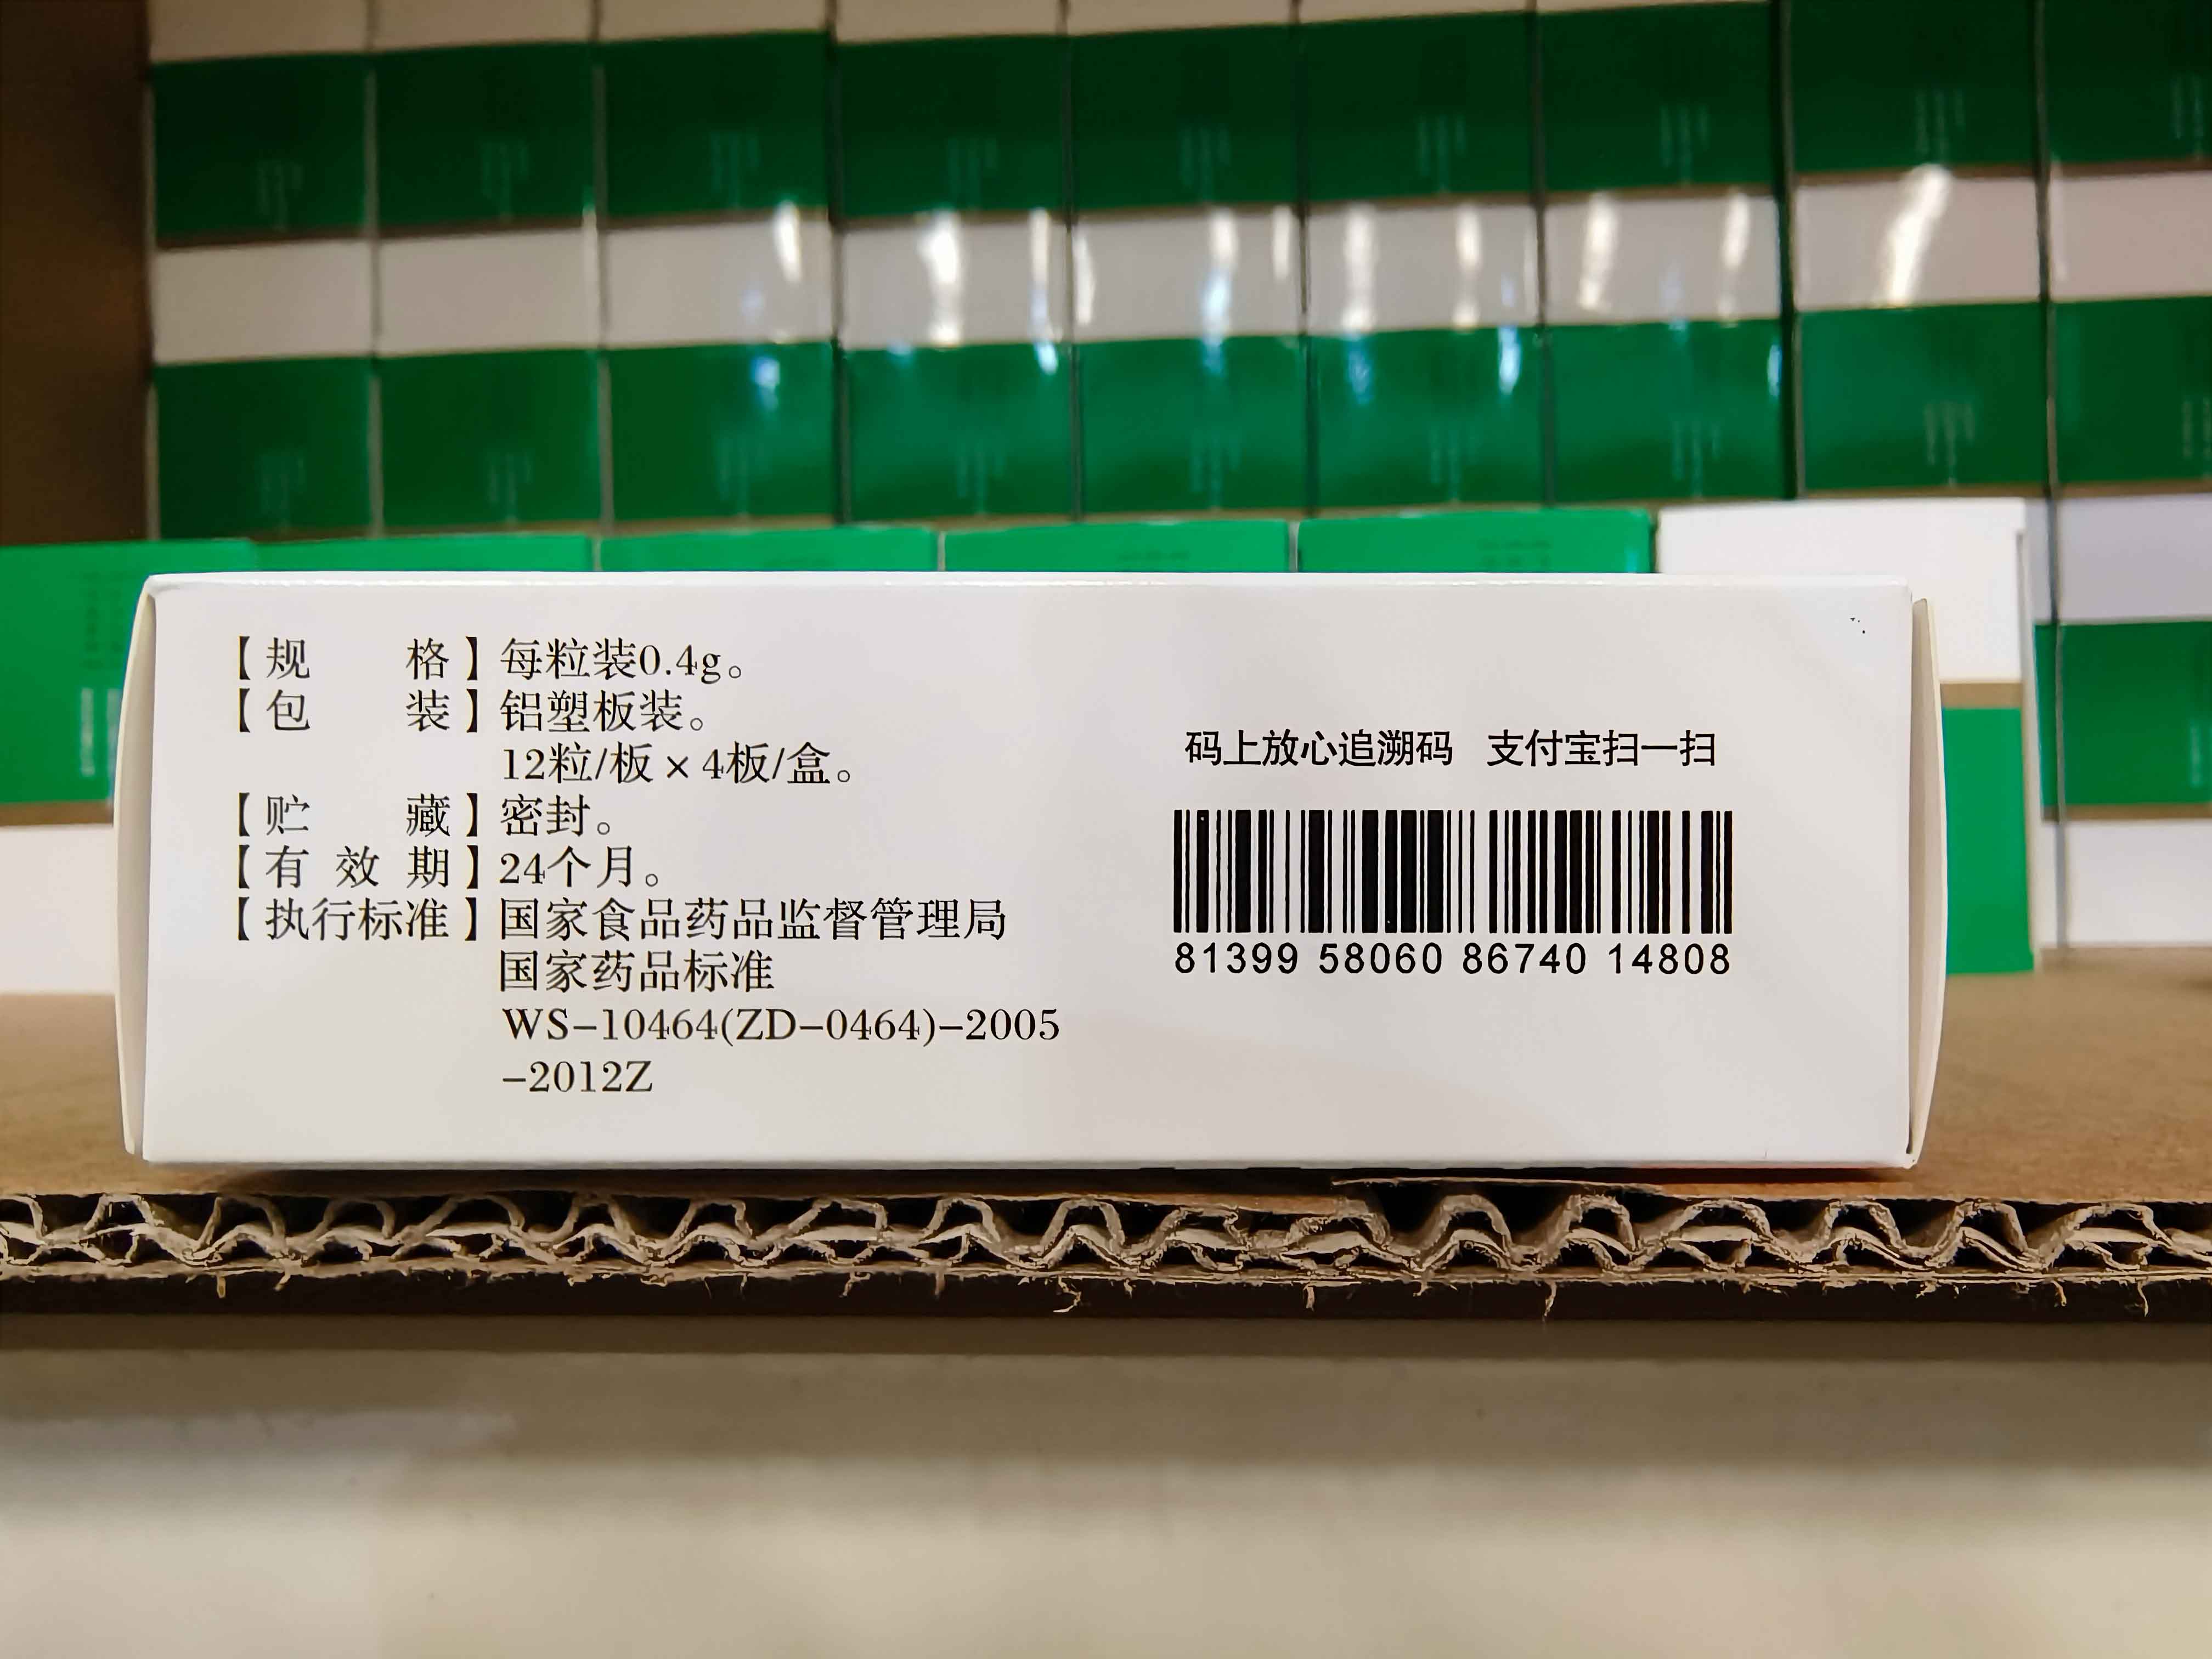 【规格】每粒装0.4g。
【包装】铝塑板装。
12粒/板×4板/盒。
【贮藏】密封。
【有效期】24个月。
【执行标准】国家食品药品监督管理局
国家药品标准
WS-10464(ZD-0464)-2005
-2012Z
码上放心追溯码 支付宝扫一扫
81399 58060 86740 14808